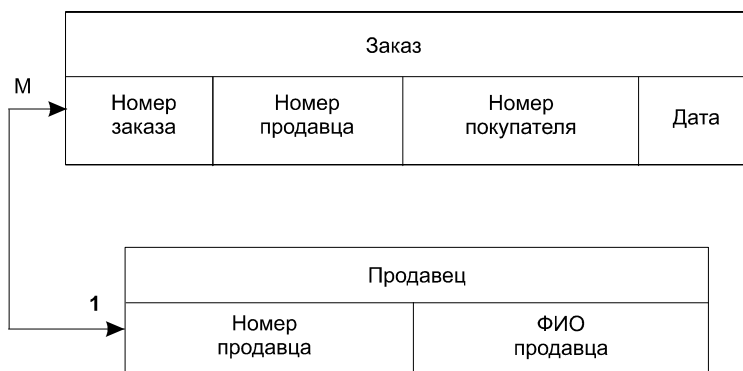 Заказ
М
Номер заказа
Номер продавца
Номер покупателя
Дата
Продавец
1
Номер продавца
ФИО продавца